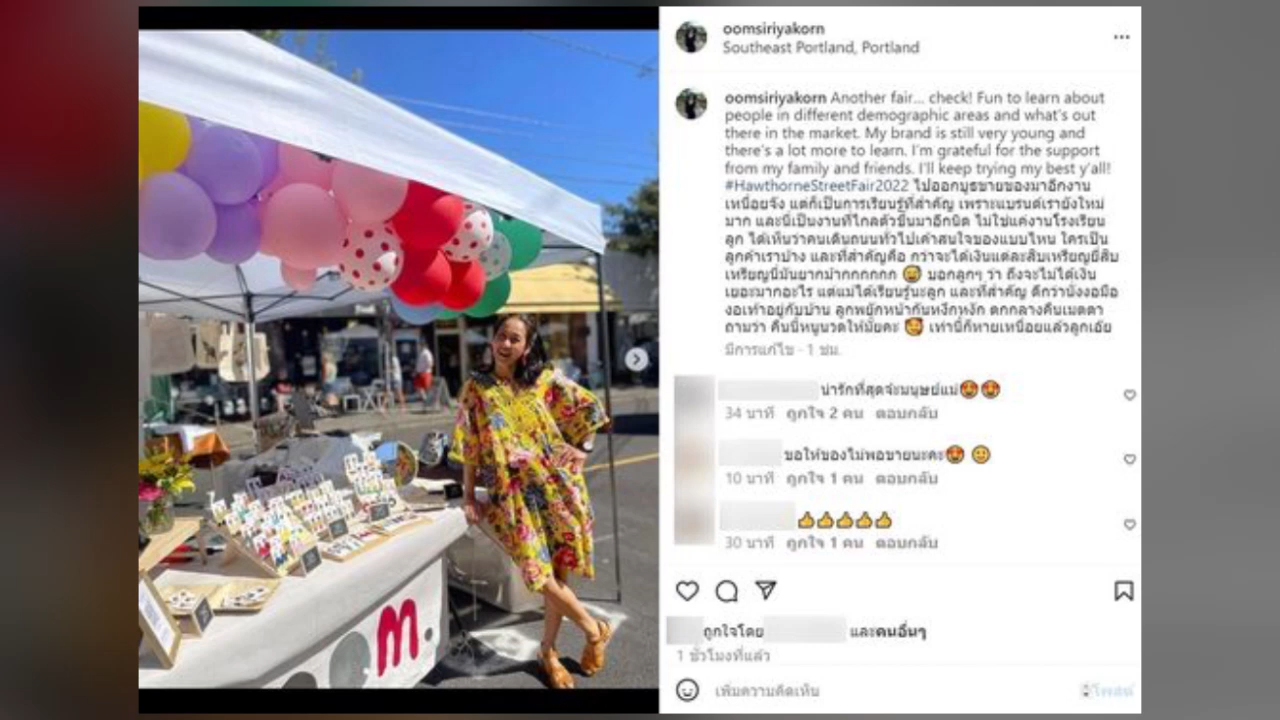 oomsiriyakorn
Southeast Portland, Portland
oomsiriyakorn Another fair... check! Fun to learn about
people in different demographic areas and what's out
there in the market. My brand is still very young and
there's a lot more to learn. I'm grateful for the support
from my family and friends. I'll keep trying my best y'all!
#HawthorneStreetFair2022 ไปออกบูธขายของมาอีกงาน
เหนื่อยจัง แต่ก็เป็นการเรียนรู้ที่สำคัญ เพราะแบรนด์เรายังใหม่
มาก และนี่เป็นงานที่ไกลตัวขึ้นมาอีกนิด ไม่ใช่แค่งานโรงเรียน
ลูก ได้เห็นว่าคนเดินถนนทั่วไปเค้าสนใจของแบบไหน ใครเป็น
ลูกค้าเราบ้าง และที่สำคัญคือ กว่าจะได้เงินแต่ละสิบเหรียญยี่สิบ
เหรียญนี่มันยากม้ากกกกกก 😅 บอกลูกๆ ว่า ถึงจะไม่ได้เงิน
เยอะมากอะไร แต่แม่ได้เรียนรู้นะลูก และที่สำคัญ ดีกว่านั่งงอมือ
งอเท้าอยู่กับบ้าน ลูกพยักหน้ากันหงึกหงัก ตกกลางคืนเมตตา
ถามว่า คืนนี้หนูนวดให้มั้ยคะ 🥰 เท่านี้ก็หายเหนื่อยแล้วลูกเอ้ย
มีการแก้ไข · 1 ชม.
น่ารักที่สุดจ้ะมนุษย์แม่😍😍
34 นาที ถูกใจ 2 คน ตอบกลับ
ขอให้ของไม่พอขายนะคะ😍 😊
10 นาที ถูกใจ 1 คน ตอบกลับ
👍👍👍👍👍
30 นาที ถูกใจ 1 คน ตอบกลับ
ถูกใจโดย และคนอื่นๆ
1 ชั่วโมงที่แล้ว
เพิ่มความคิดเห็น
โพสต์
m.